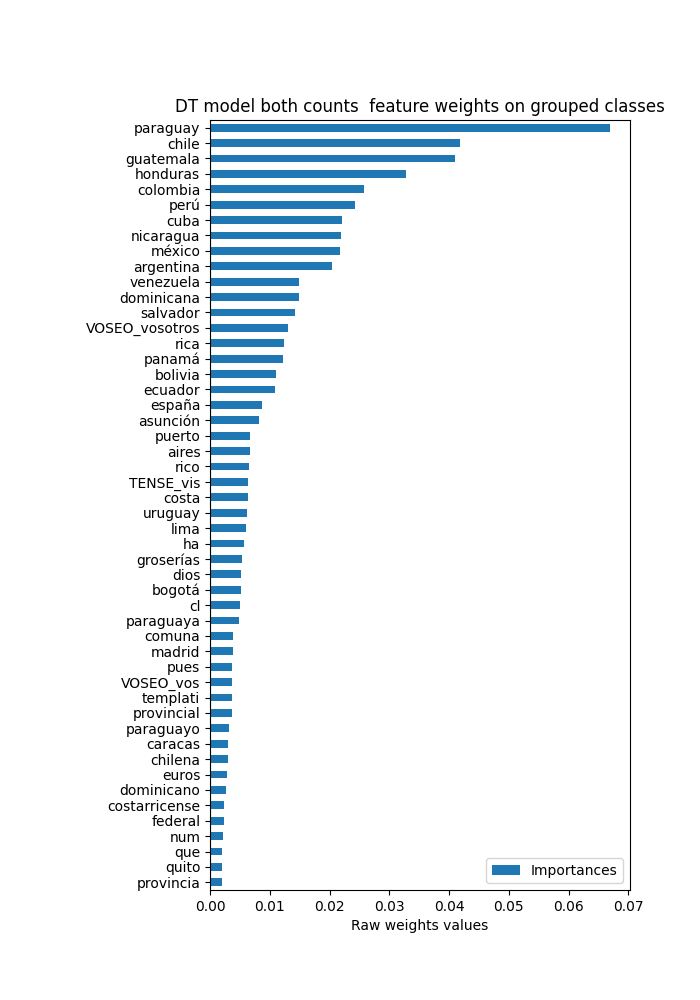 DT model both counts  feature weights on grouped classes
paraguay
chile
guatemala
honduras
colombia
perú
cuba
nicaragua
méxico
argentina
venezuela
dominicana
salvador
VOSEO_vosotros
rica
panamá
bolivia
ecuador
españa
asunción
puerto
aires
rico
TENSE_vis
costa
uruguay
lima
ha
groserías
dios
bogotá
cl
paraguaya
comuna
madrid
pues
VOSEO_vos
templati
provincial
paraguayo
caracas
chilena
euros
dominicano
costarricense
federal
num
que
quito
provincia
Importances
0.00 0.01 0.02 0.03 0.04 0.05 0.06 0.07
Raw weights values